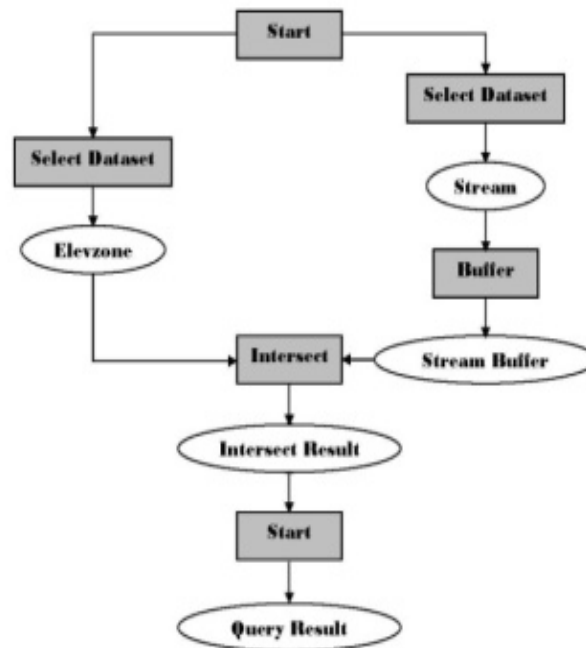 Start
Select Dataset
Select Dataset
Stream
Elevzone
Buffer
Intersect
Stream Buffer
Intersect Result
Start
Query Result